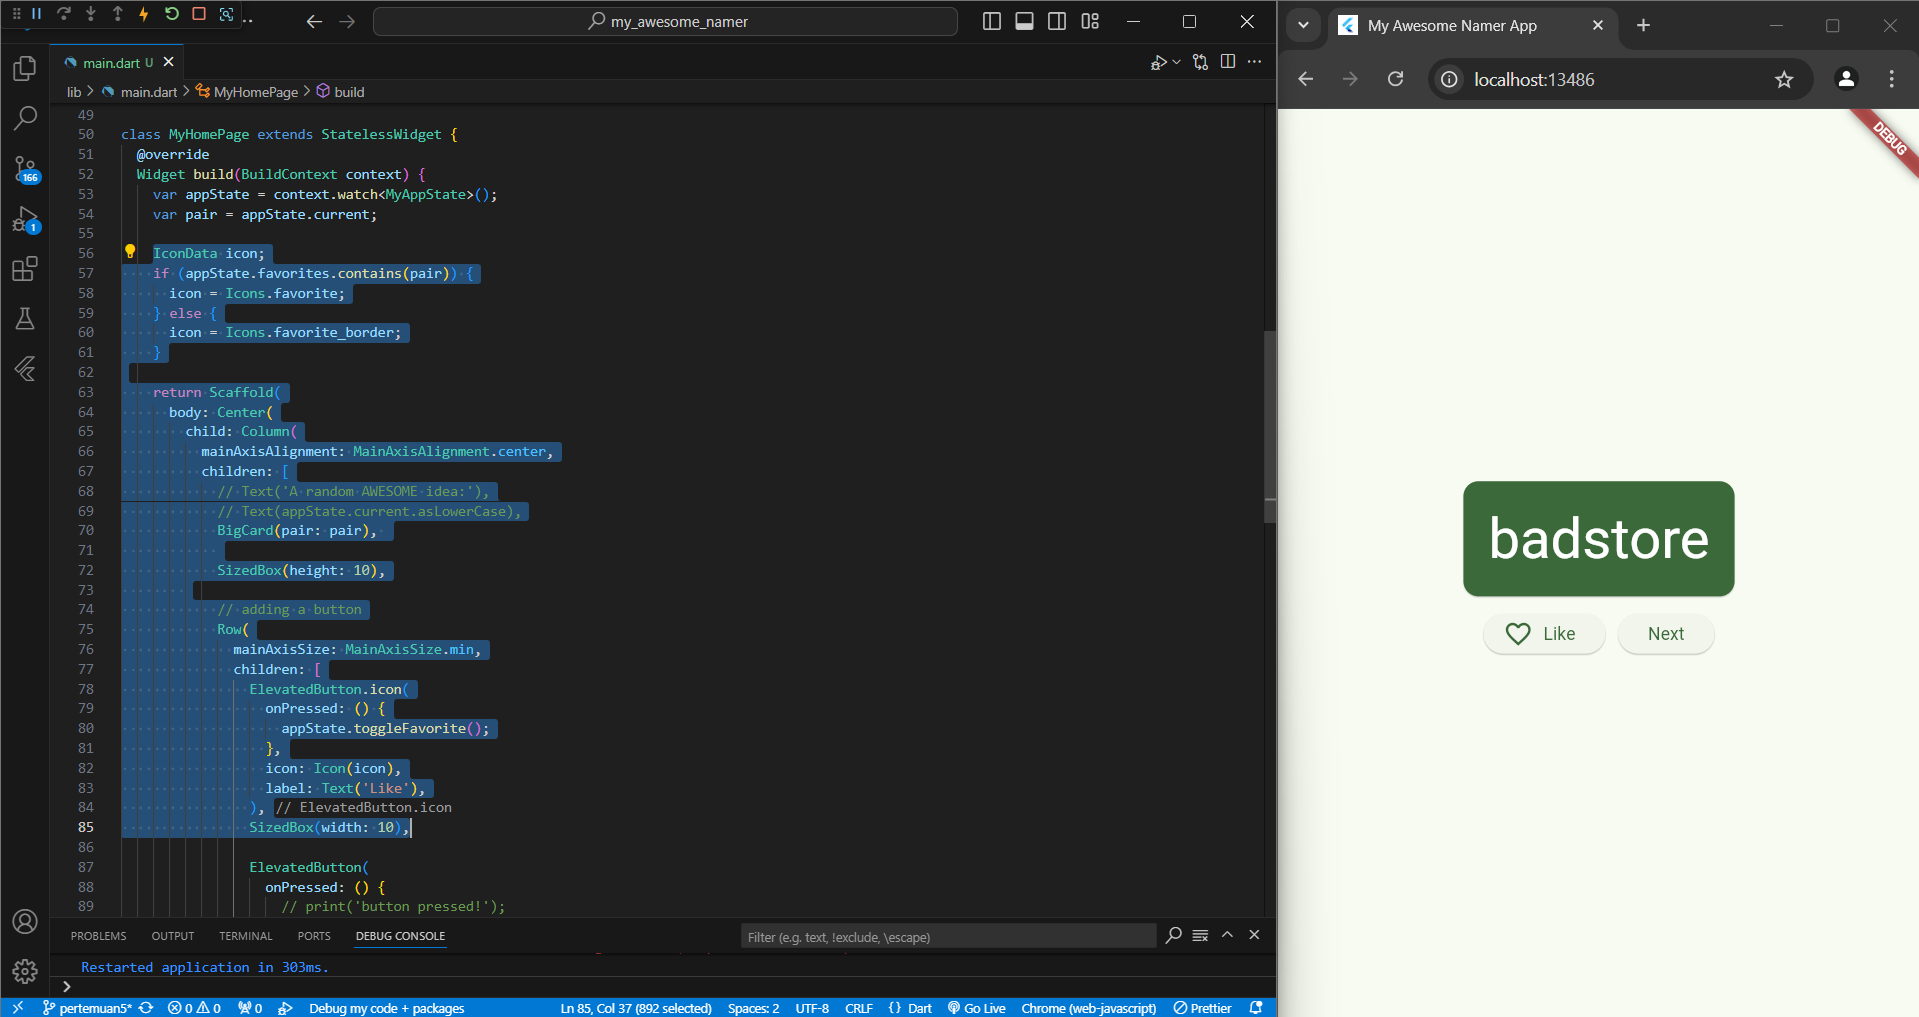 my_awesome_namer
main.dart U
lib > main.dart > MyHomePage > build
49
50 class MyHomePage extends StatelessWidget {
51 @override
52 Widget build(BuildContext context) {
53 var appState = context.watch<MyAppState>();
54 var pair = appState.current;
55
56 IconData icon;
57 if (appState.favorites.contains(pair)) {
58 icon = Icons.favorite;
59 } else {
60 icon = Icons.favorite_border;
61 }
62
63 return Scaffold(
64 body: Center(
65 child: Column(
66 mainAxisAlignment: MainAxisAlignment.center,
67 children: [
68 // Text('A random AWESOME idea:'),
69 // Text(appState.current.asLowerCase),
70 BigCard(pair: pair),
71
72 SizedBox(height: 10),
73
74 // adding a button
75 Row(
76 mainAxisSize: MainAxisSize.min,
77 children: [
78 ElevatedButton.icon(
79 onPressed: () {
80 appState.toggleFavorite();
81 },
82 icon: Icon(icon),
83 label: Text('Like'),
84 ), // ElevatedButton.icon
85 SizedBox(width: 10),
86
87 ElevatedButton(
88 onPressed: () {
89 // print('button pressed!');
166
1
PROBLEMS OUTPUT TERMINAL PORTS DEBUG CONSOLE
Filter (e.g. text, !exclude, \escape)
Restarted application in 303ms.
>
pertemuan5* 0 0 0 Debug my code + packages Ln 85, Col 37 (892 selected) Spaces: 2 UTF-8 CRLF {} Dart Go Live Chrome (web-javascript) Prettier
My Awesome Namer App
localhost:13486
DEBUG
badstore
Like Next